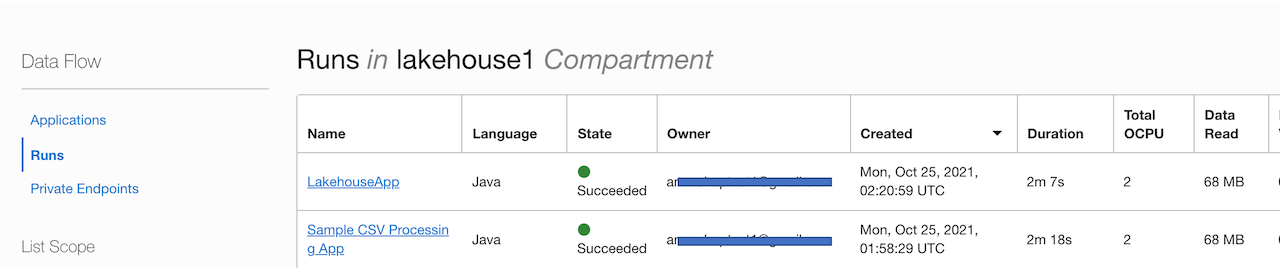 Data Flow
Applications
Runs
Private Endpoints
List Scope
Runs in lakehouse1 Compartment
Name Language State Owner Created Duration Total OCPU Data Read
LakehouseApp Java Succeeded Mon, Oct 25, 2021, 02:20:59 UTC 2m 7s 2 68 MB
Sample CSV Processing App Java Succeeded Mon, Oct 25, 2021, 01:58:29 UTC 2m 18s 2 68 MB